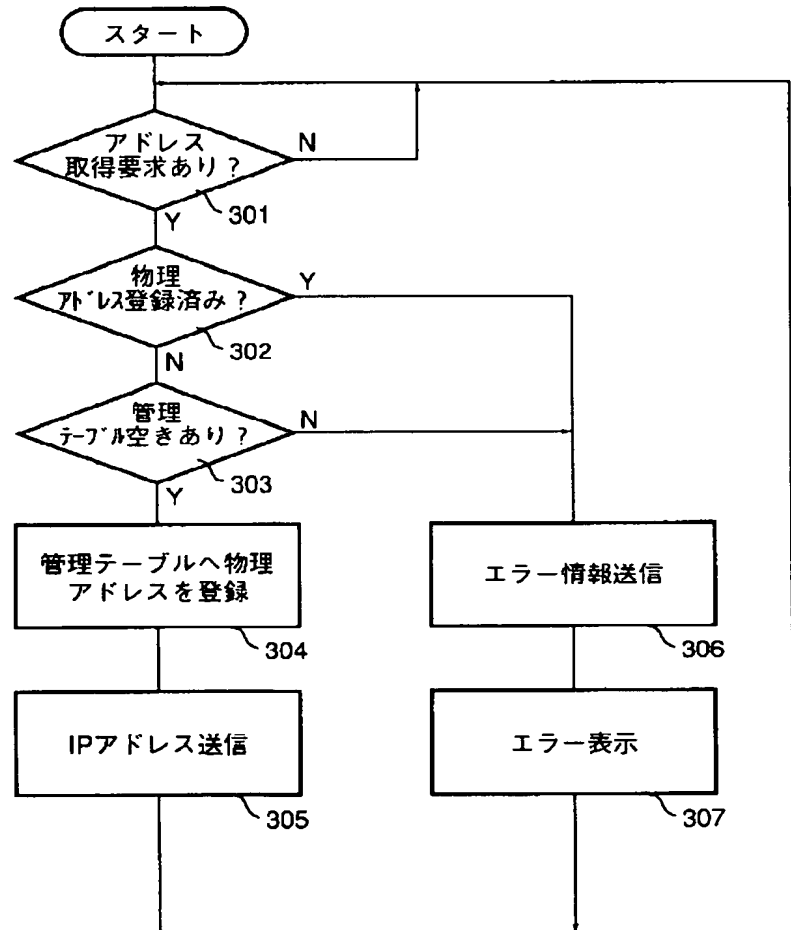 スタート
アドレス
取得要求あり?
N
Y
301
物理
アドレス登録済み?
Y
302
N
管理
テーブル空きあり?
N
303
Y
管理テーブルへ物理
アドレスを登録
304
エラー情報送信
306
IPアドレス送信
305
エラー表示
307